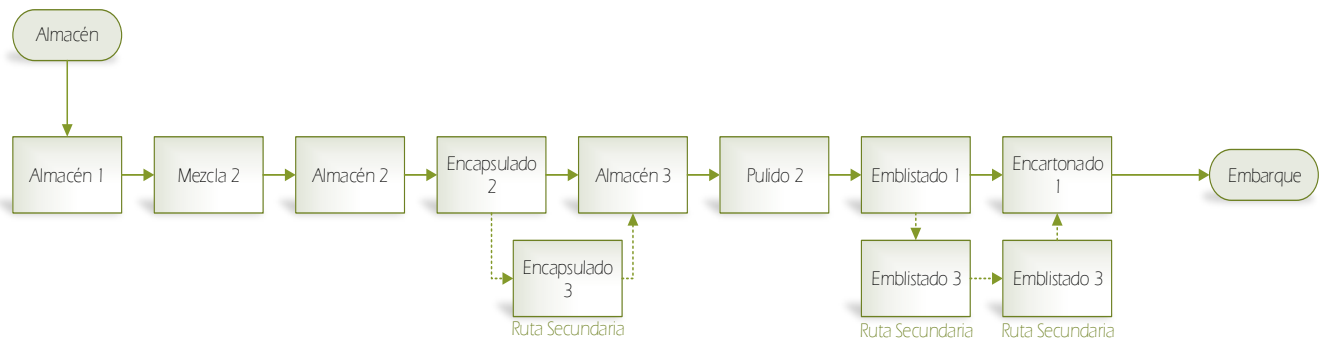 Almacén
Almacén 1
Mezcla 2
Almacén 2
Encapsulado
2
Almacén 3
Pulido 2
Emblistado 1
Encartonado
1
Embarque
Encapsulado
3
Ruta Secundaria
Emblistado 3
Ruta Secundaria
Emblistado 3
Ruta Secundaria